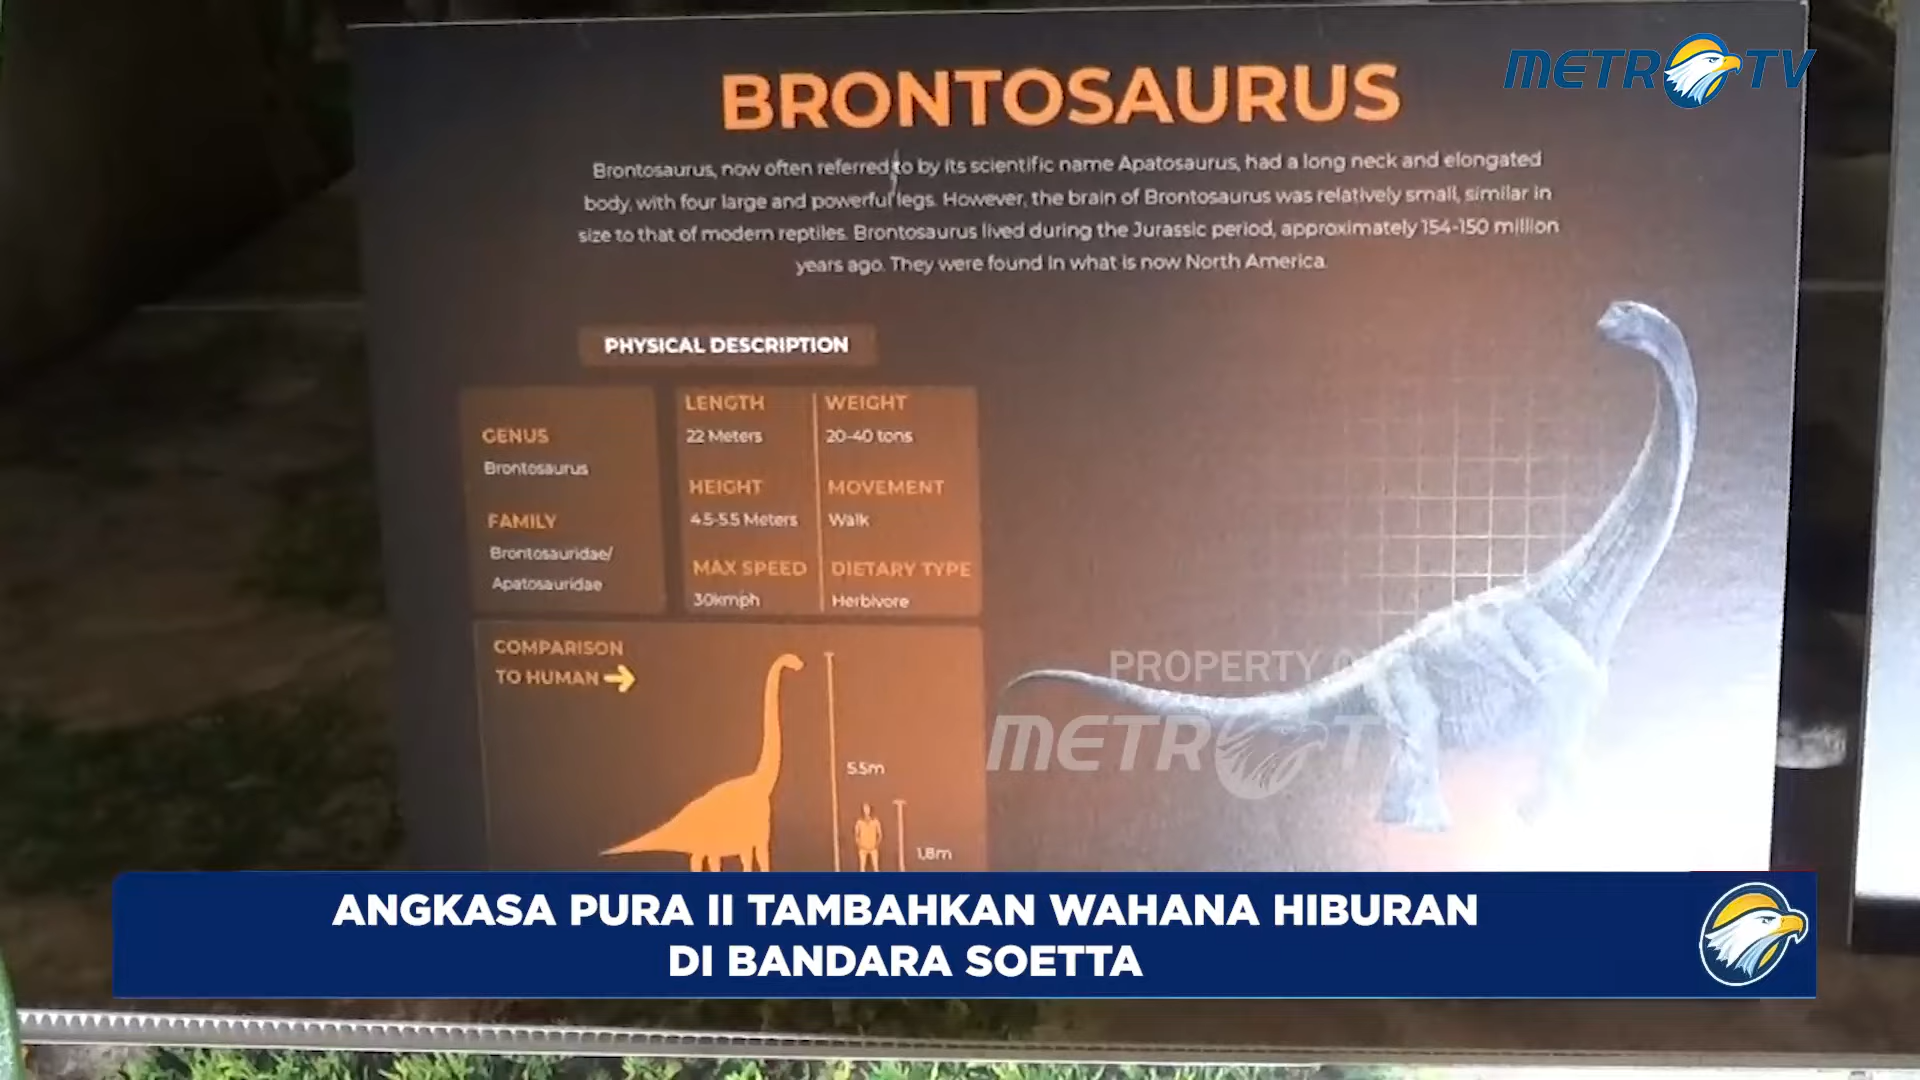 METRO TV
BRONTOSAURUS
Brontosaurus, now often referred to by its scientific name Apatosaurus, had a long neck and elongated
body, with four large and powerful legs. However, the brain of Brontosaurus was relatively small, similar in
size to that of modern reptiles. Brontosaurus lived during the Jurassic period, approximately 154-150 million
years ago. They were found in what is now North America.
PHYSICAL DESCRIPTION
GENUS
Brontosaurus
FAMILY
Brontosauridae/
Apatosauridae
LENGTH
22 Meters
WEIGHT
20-40 tons
HEIGHT
4.5-5.5 Meters
MOVEMENT
Walk
MAX SPEED
30kmph
DIETARY TYPE
Herbivore
COMPARISON
TO HUMAN
5.5m
1,8m
PROPERTY
METRO T
ANGKASA PURA II TAMBAHKAN WAHANA HIBURAN
DI BANDARA SOETTA